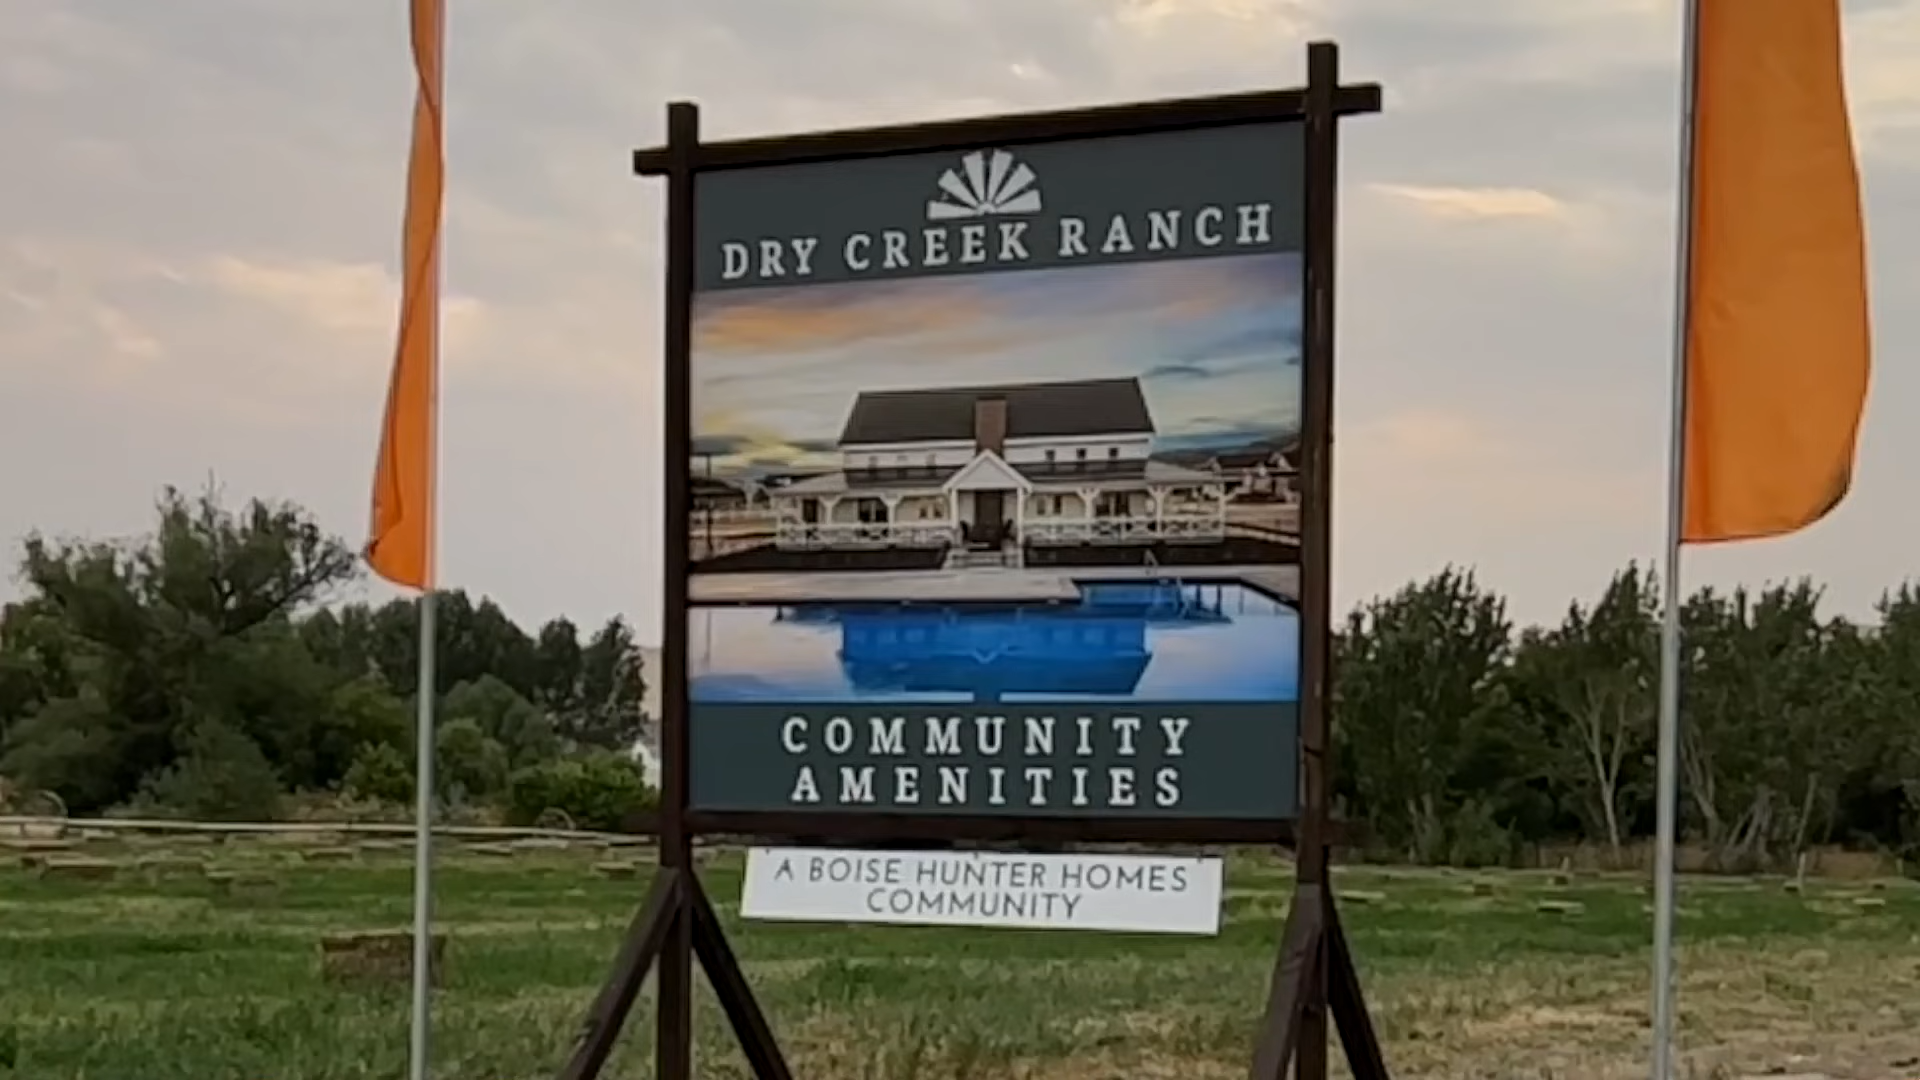 DRY CREEK RANCH
COMMUNITY
AMENITIES
A BOISE HUNTER HOMES
COMMUNITY